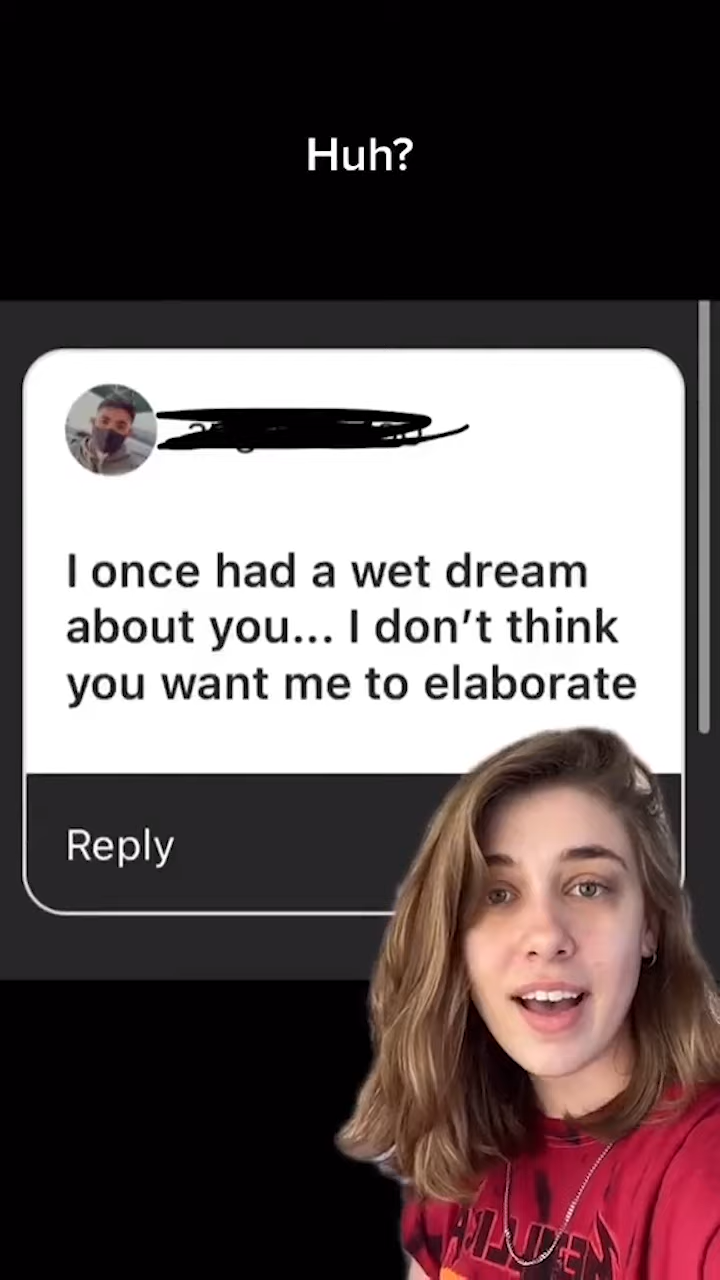 Huh?
I once had a wet dream
about you... I don't think
you want me to elaborate
Reply